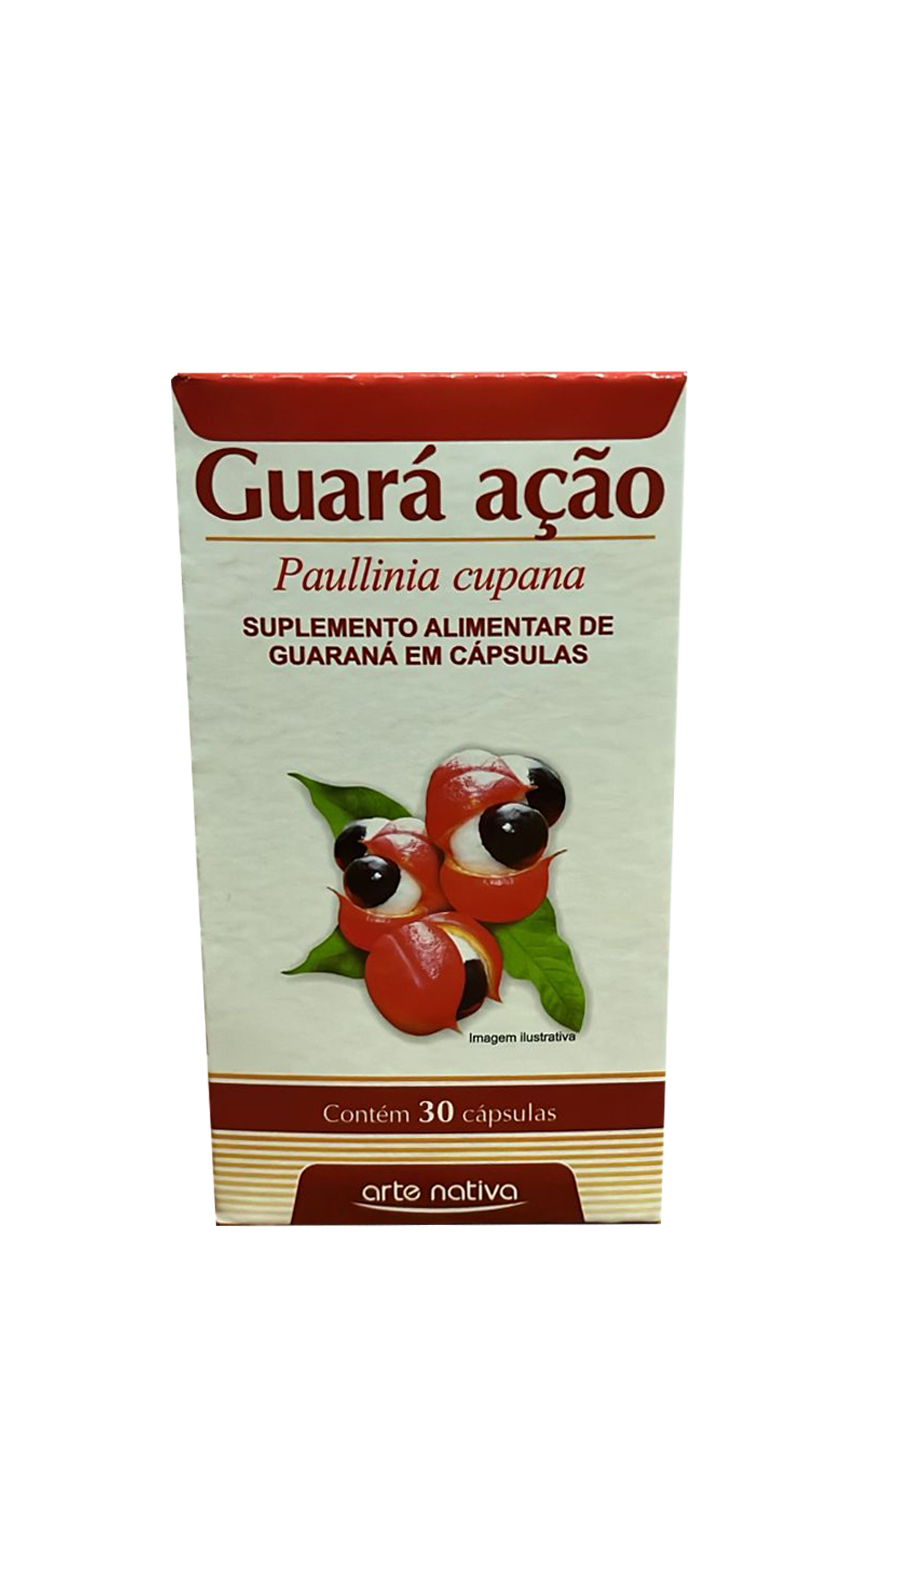 Guará ação
Paullinia cupana
SUPLEMENTO ALIMENTAR DE
GUARANÁ EM CÁPSULAS
Imagem ilustrativa
Contém 30 cápsulas
arte nativa